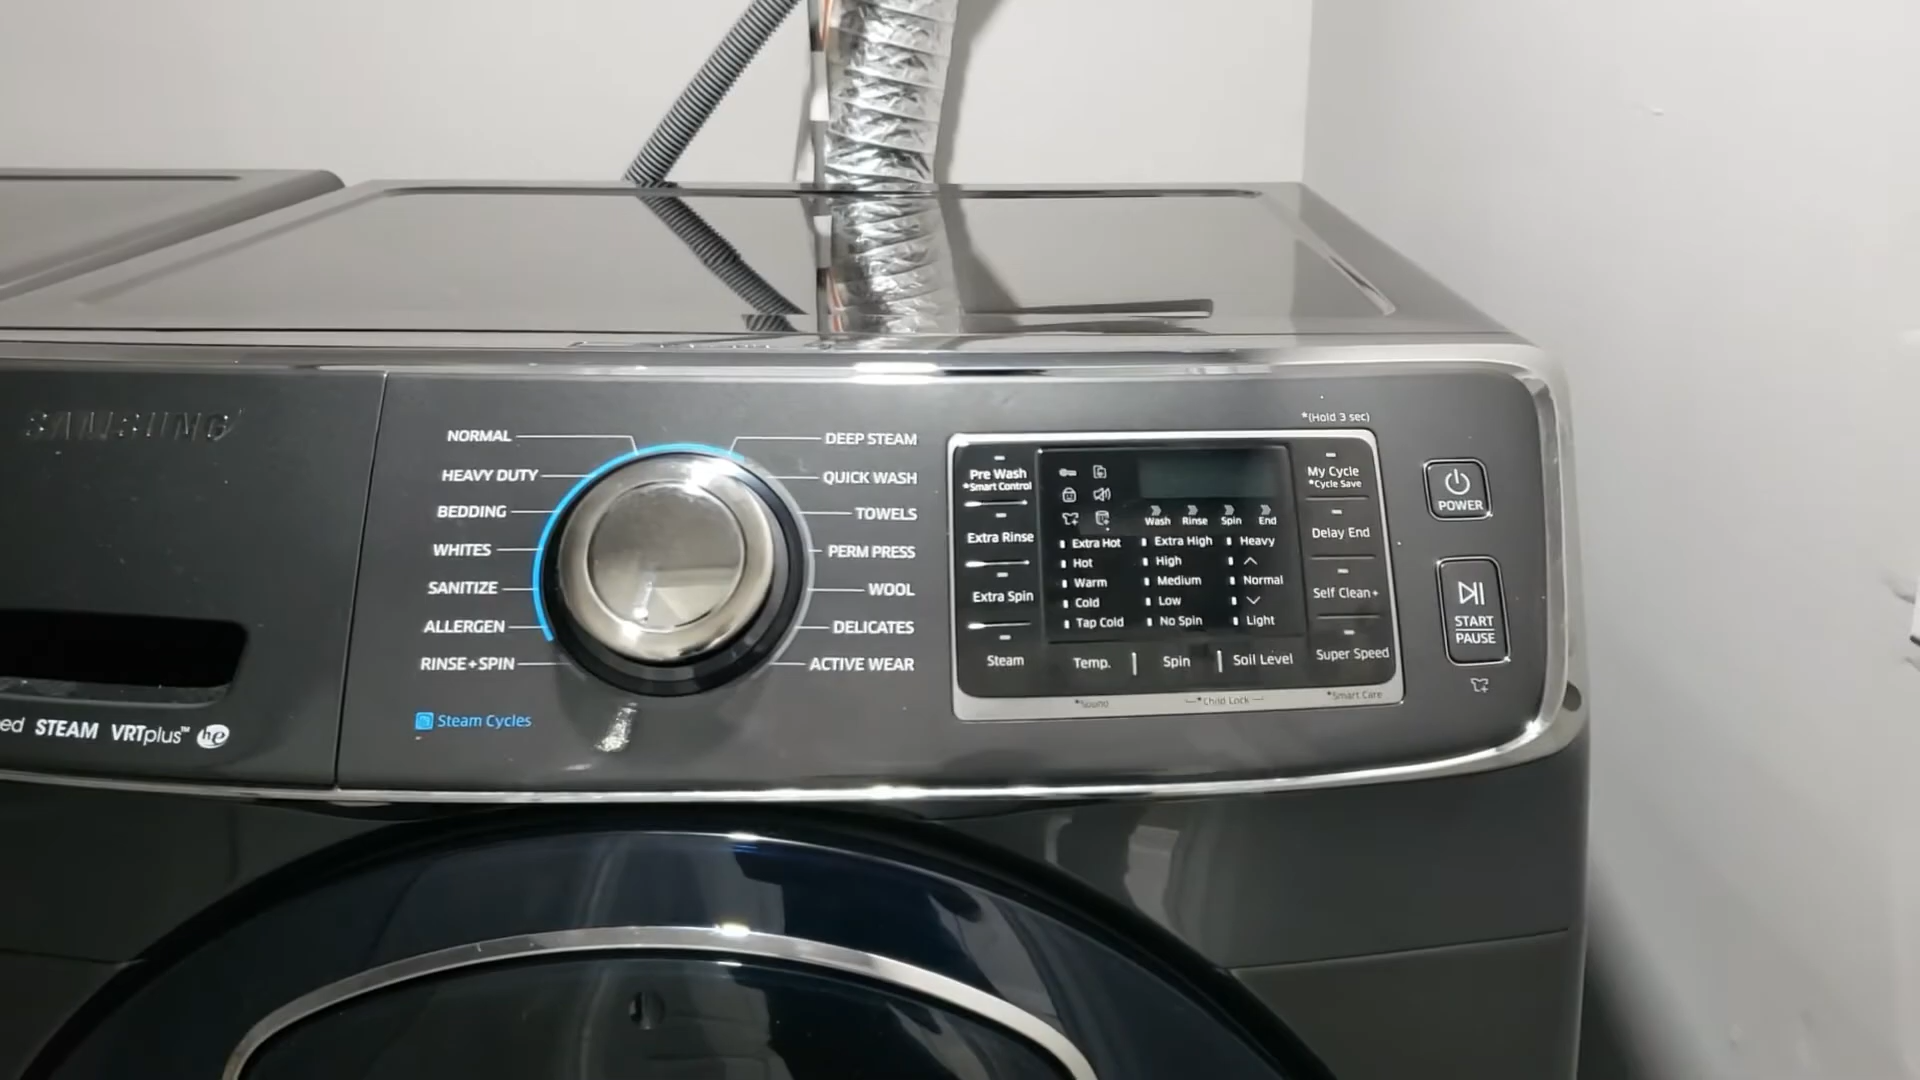 SAMSUNG
ed STEAM VRTplus™ he
NORMAL
HEAVY DUTY
BEDDING
WHITES
SANITIZE
ALLERGEN
RINSE+SPIN
Steam Cycles
DEEP STEAM
QUICK WASH
TOWELS
PERM PRESS
WOOL
DELICATES
ACTIVE WEAR
*(Hold 3 sec)
Pre Wash
*Smart Control
Extra Rinse
Extra Spin
Steam
Wash Rinse Spin End
Extra Hot Extra High Heavy
Hot High
Warm Medium Normal
Cold Low
Tap Cold No Spin Light
Temp. Spin Soil Level
My Cycle
*Cycle Save
Delay End
Self Clean+
Super Speed
*Sound *Child Lock *Smart Care
POWER
START
PAUSE